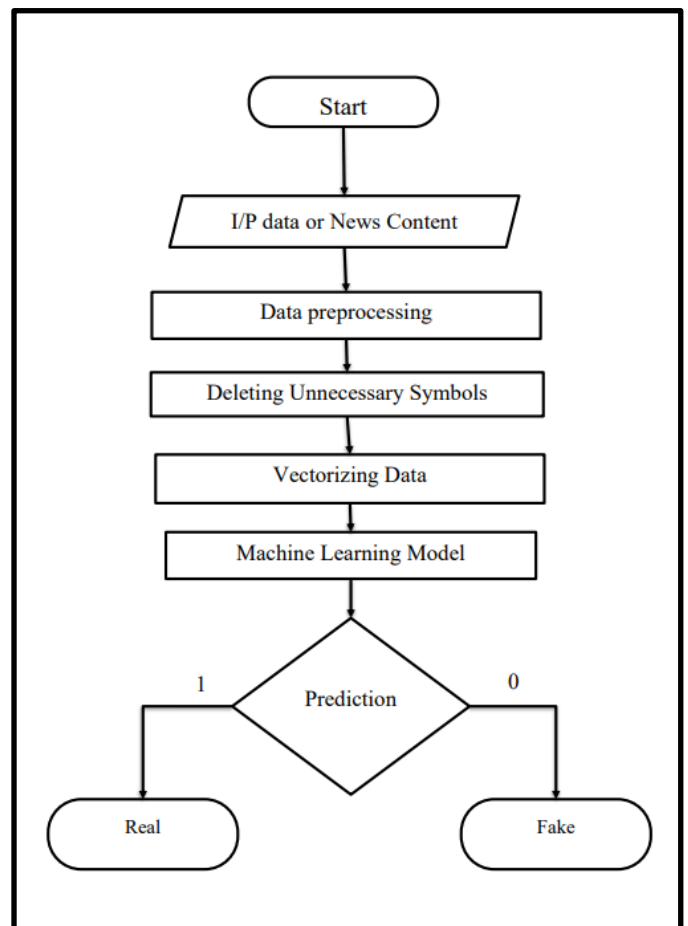 Start
I/P data or News Content
Data preprocessing
Deleting Unnecessary Symbols
Vectorizing Data
Machine Learning Model
1
Prediction
0
Real
Fake